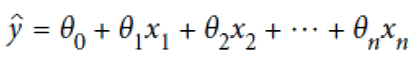 ŷ = θ₀ + θ₁x₁ + θ₂x₂ + ⋯ + θₙxₙ